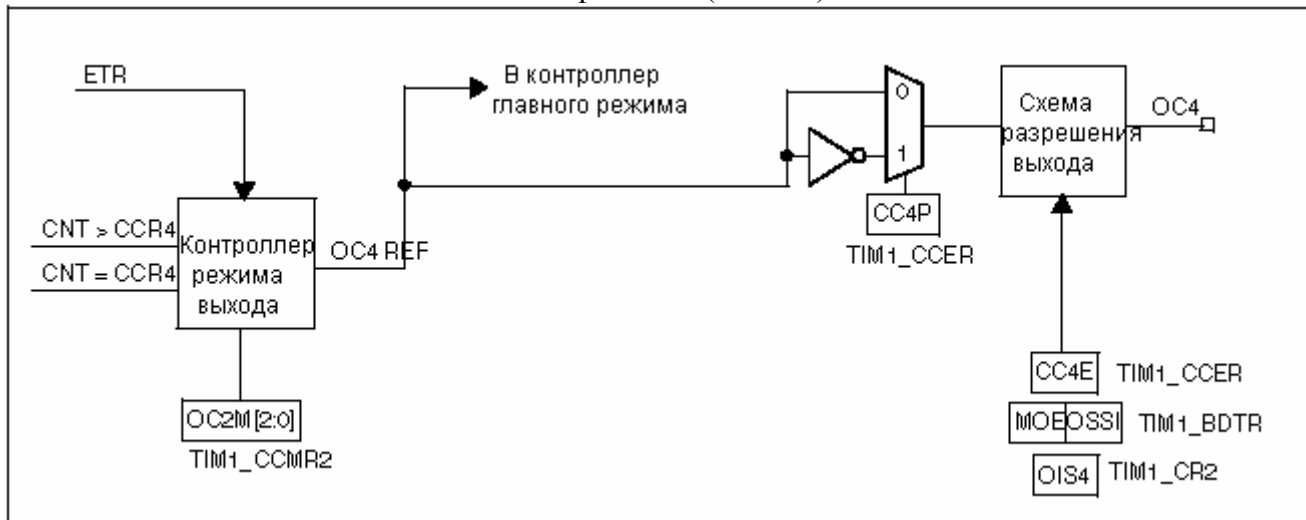 ETR
В контроллер
главного режима
0
1
Схема
разрешения
выхода
OC4
CC4P
TIM1_CCER
CNT > CCR4
CNT = CCR4
Контроллер
режима
выхода
OC4 REF
OC2M [2:0]
TIM1_CCMR2
CC4E TIM1_CCER
MOE OSSI TIM1_BDTR
OIS4 TIM1_CR2